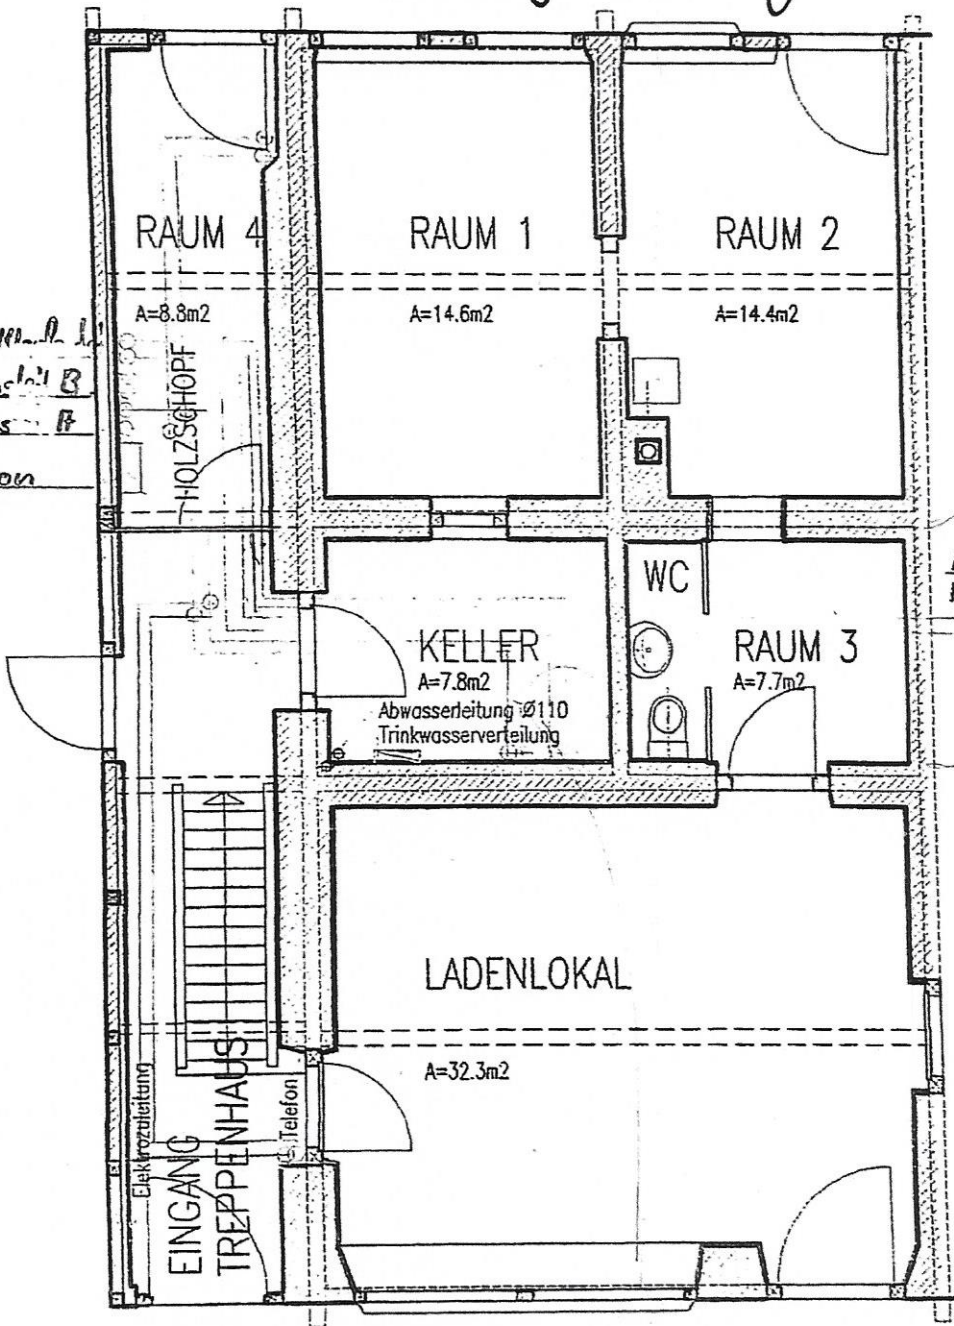 RAUM 4
A=8.8m2
RAUM 1
A=14.6m2
RAUM 2
A=14.4m2
HOLZSCHOPF
B
KELLER
A=7.8m2
Abwasserleitung Ø110
Trinkwasserverteilung
WC
RAUM 3
A=7.7m2
LADENLOKAL
A=32.3m2
Elektrozuleitung
EINGANG
TREPPENHAUS
Telefon